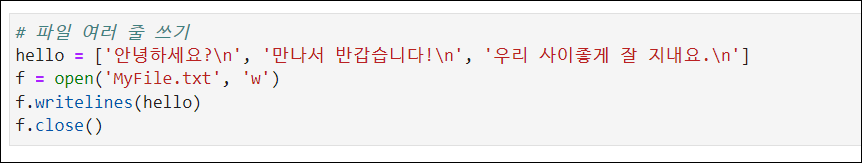 # 파일 여러 줄 쓰기
hello = ['안녕하세요?\n', '만나서 반갑습니다!\n', '우리 사이좋게 잘 지내요.\n']
f = open('MyFile.txt', 'w')
f.writelines(hello)
f.close()